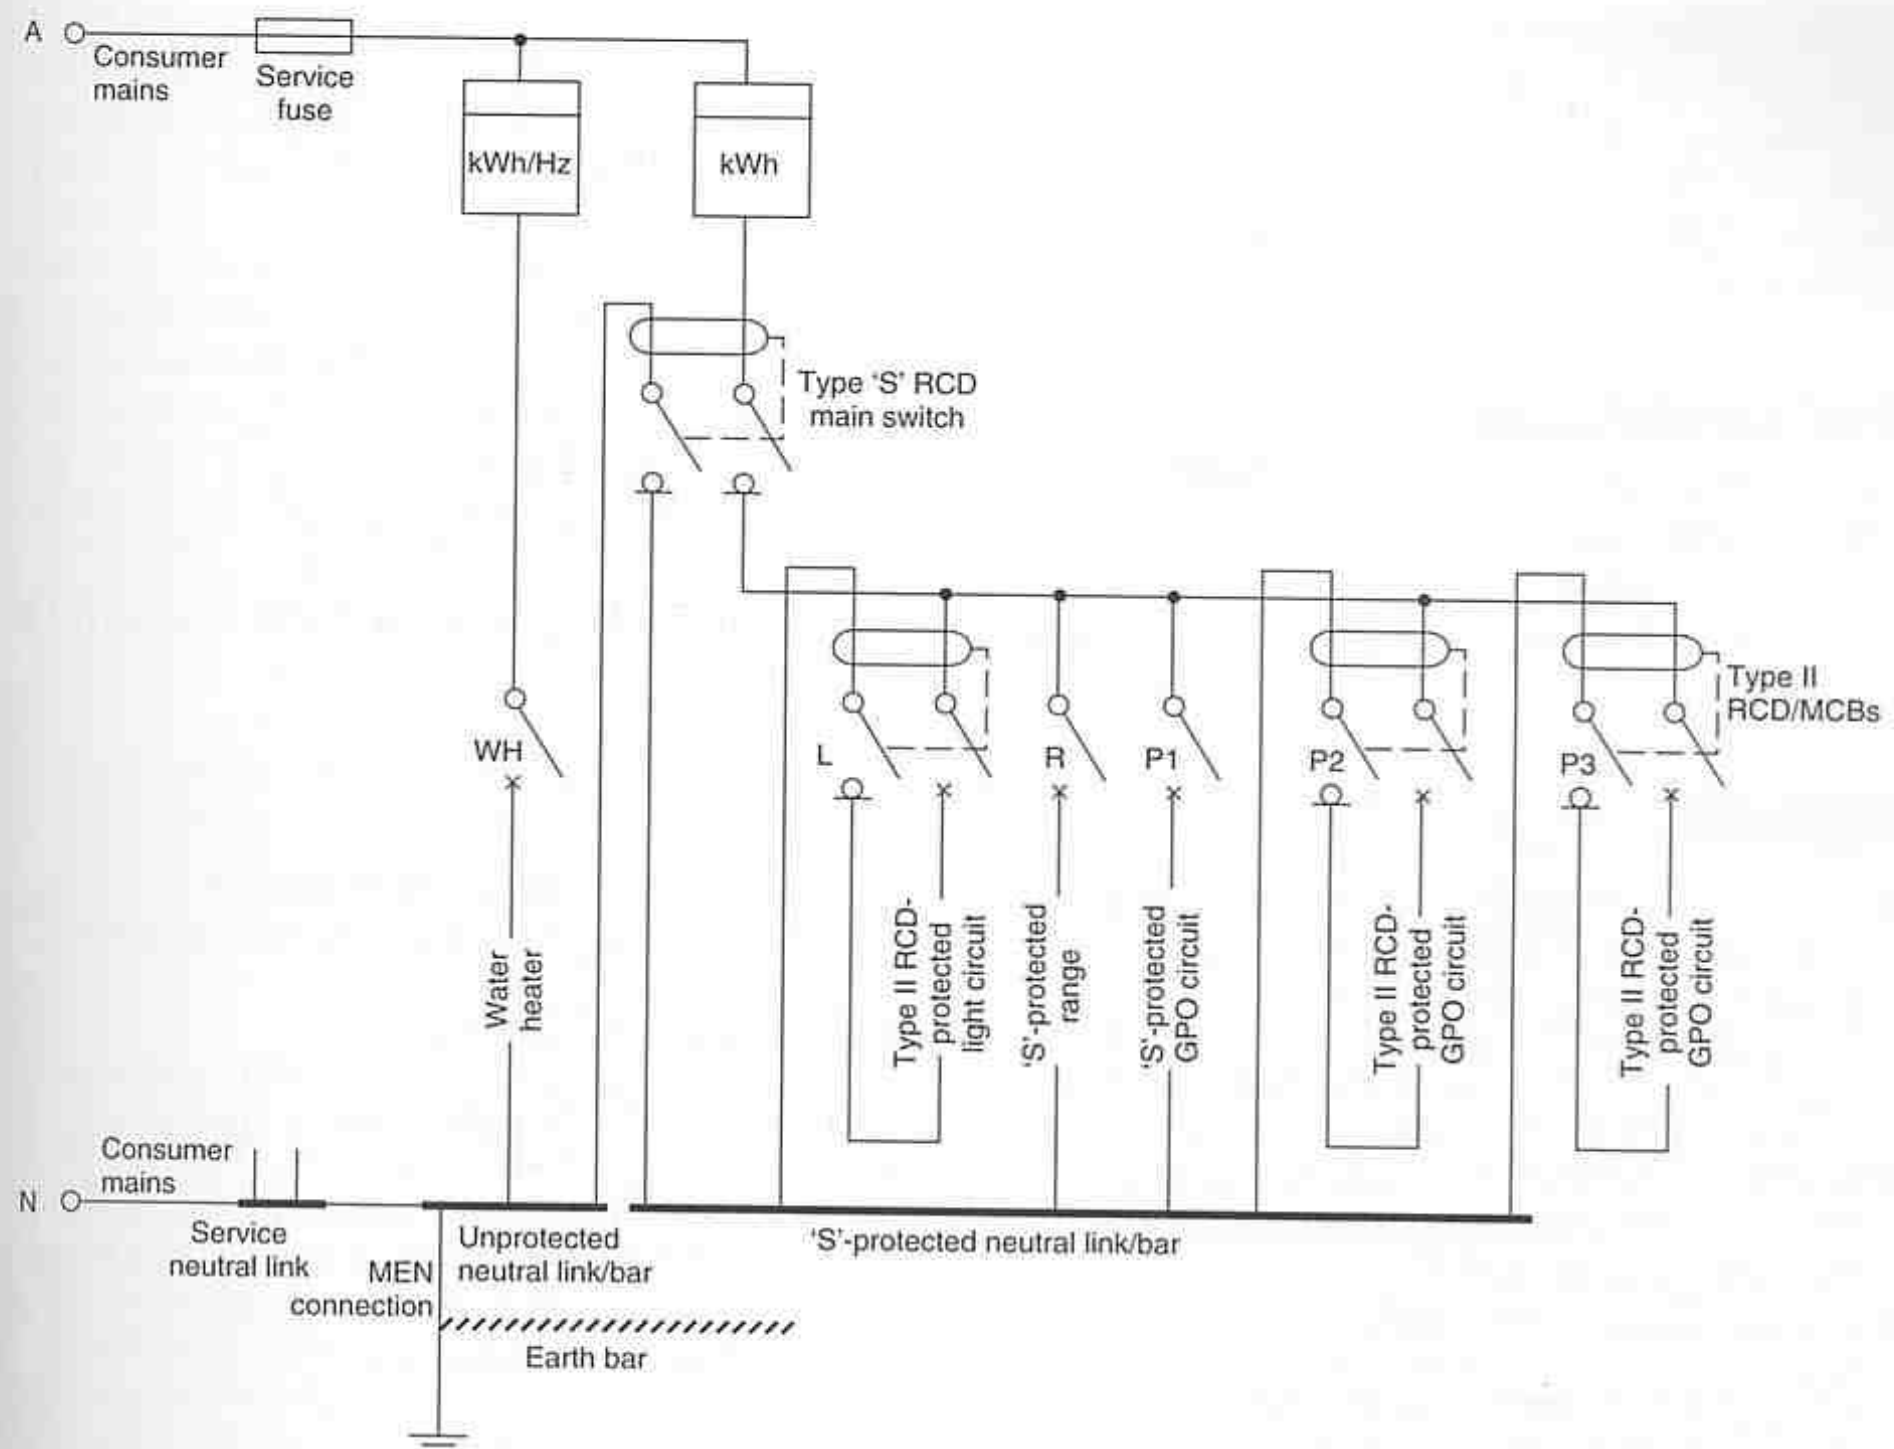 A
Consumer
mains
Service
fuse
kWh/Hz
kWh
Type 'S' RCD
main switch
Type II
RCD/MCBs
WH
L
R
P1
P2
P3
Water
heater
Type II RCD-
protected
light circuit
'S'-protected
range
'S'-protected
GPO circuit
Type II RCD-
protected
GPO circuit
Type II RCD-
protected
GPO circuit
Consumer
mains
N
Service
neutral link
Unprotected
neutral link/bar
'S'-protected neutral link/bar
MEN
connection
Earth bar